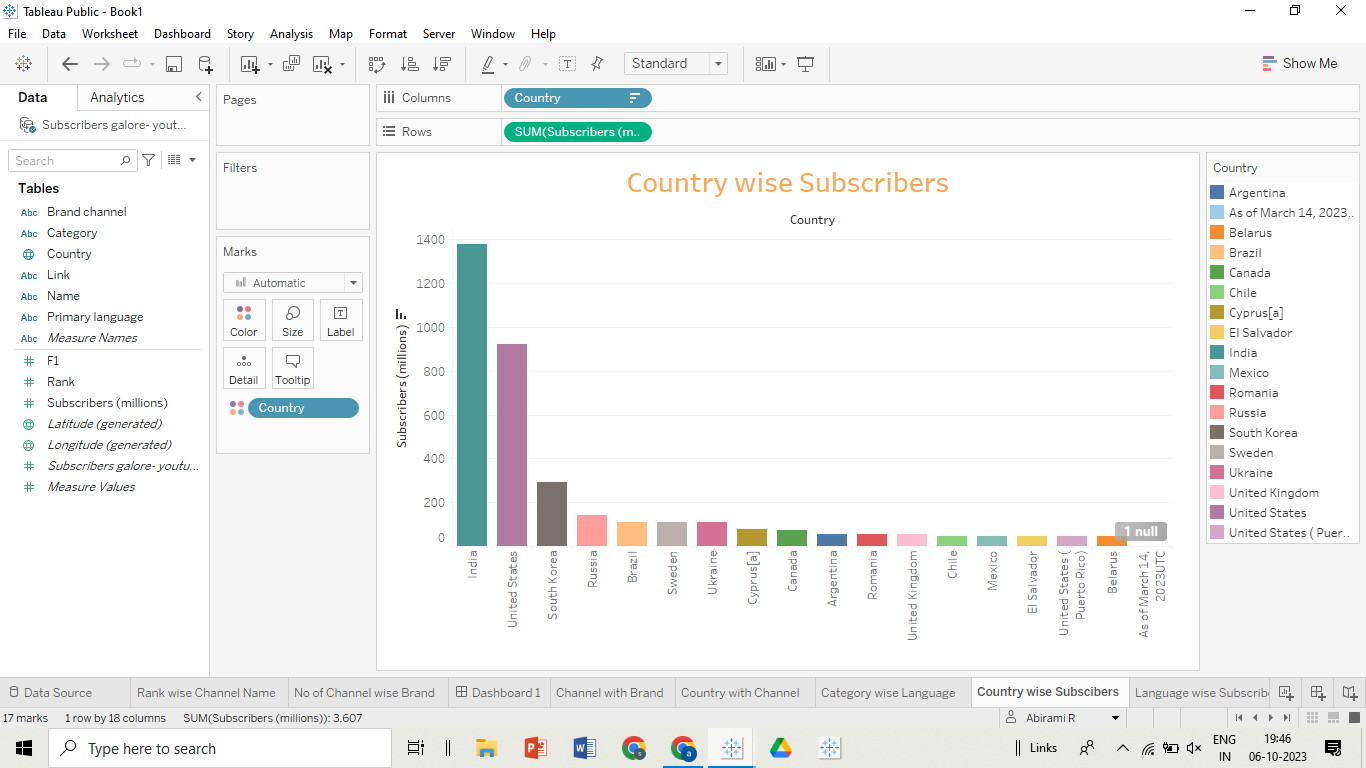 Tableau Public - Book1
File Data Worksheet Dashboard Story Analysis Map Format Server Window Help
Standard
Show Me
Data Analytics
Subscribers galore- yout...
Search
Tables
Abc Brand channel
Abc Category
Country
Abc Link
Abc Name
Abc Primary language
Abc Measure Names
# F1
# Rank
# Subscribers (millions)
Latitude (generated)
Longitude (generated)
# Subscribers galore- youtu...
# Measure Values
Pages
Filters
Marks
Automatic
Color Size Label
Detail Tooltip
Country
Columns Country
Rows SUM(Subscribers (m..
Country wise Subscribers
Country
Subscribers (millions)
1400
1200
1000
800
600
400
200
0
1 null
India
United States
South Korea
Russia
Brazil
Sweden
Ukraine
Cyprus[a]
Canada
Argentina
Romania
United Kingdom
Chile
Mexico
El Salvador
United States (
Puerto Rico)
Belarus
As of March 14,
2023UTC
Country
Argentina
As of March 14, 2023..
Belarus
Brazil
Canada
Chile
Cyprus[a]
El Salvador
India
Mexico
Romania
Russia
South Korea
Sweden
Ukraine
United Kingdom
United States
United States ( Puer..
Data Source Rank wise Channel Name No of Channel wise Brand Dashboard 1 Channel with Brand Country with Channel Category wise Language Country wise Subscibers Language wise Subscrib
17 marks 1 row by 18 columns SUM(Subscribers (millions)): 3,607 Abirami R
Type here to search
Links
ENG
IN
19:46
06-10-2023